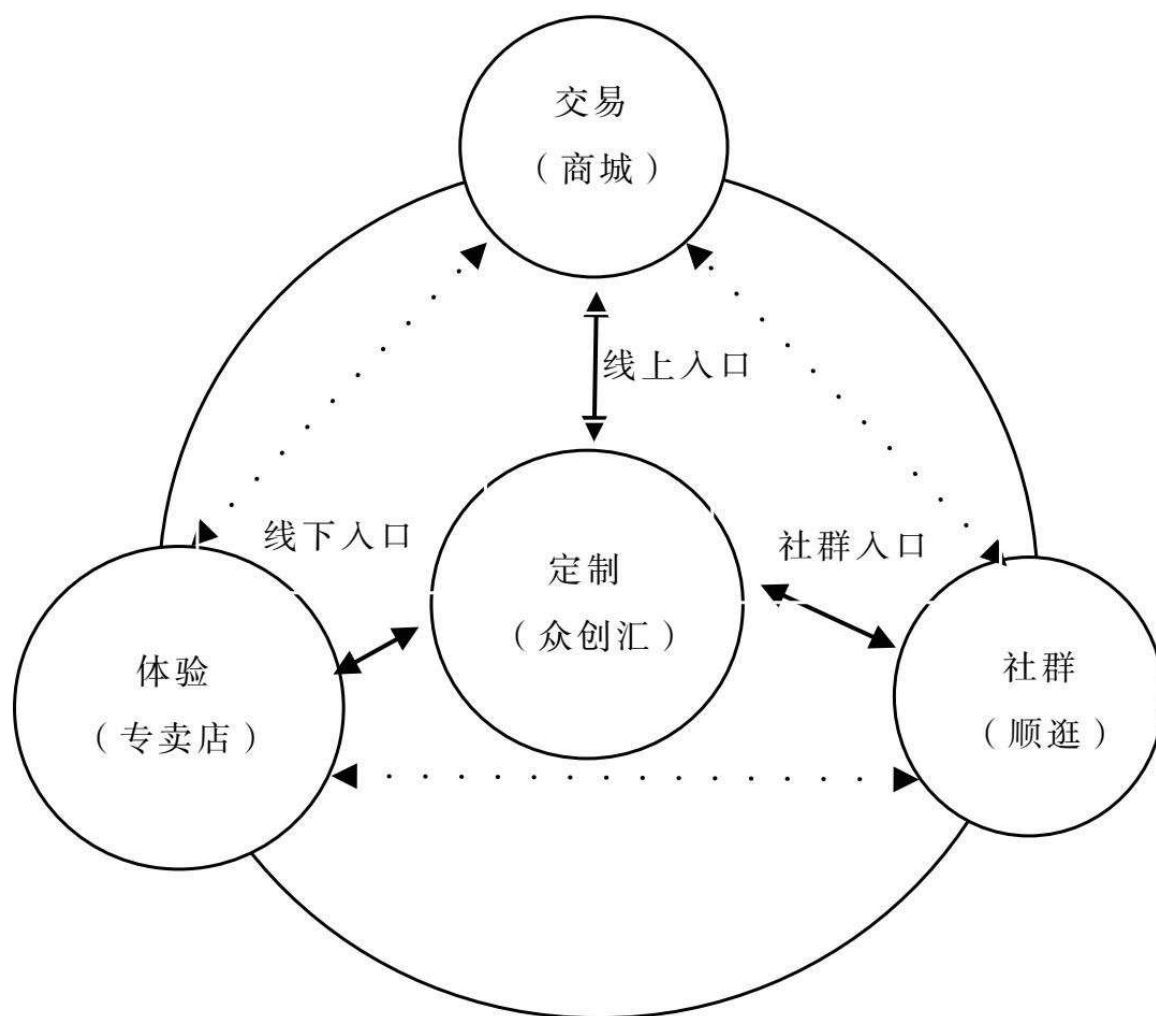 交易
（商城）
线上入口
线下入口
社群入口
定制
（众创汇）
体验
（专卖店）
社群
（顺逛）